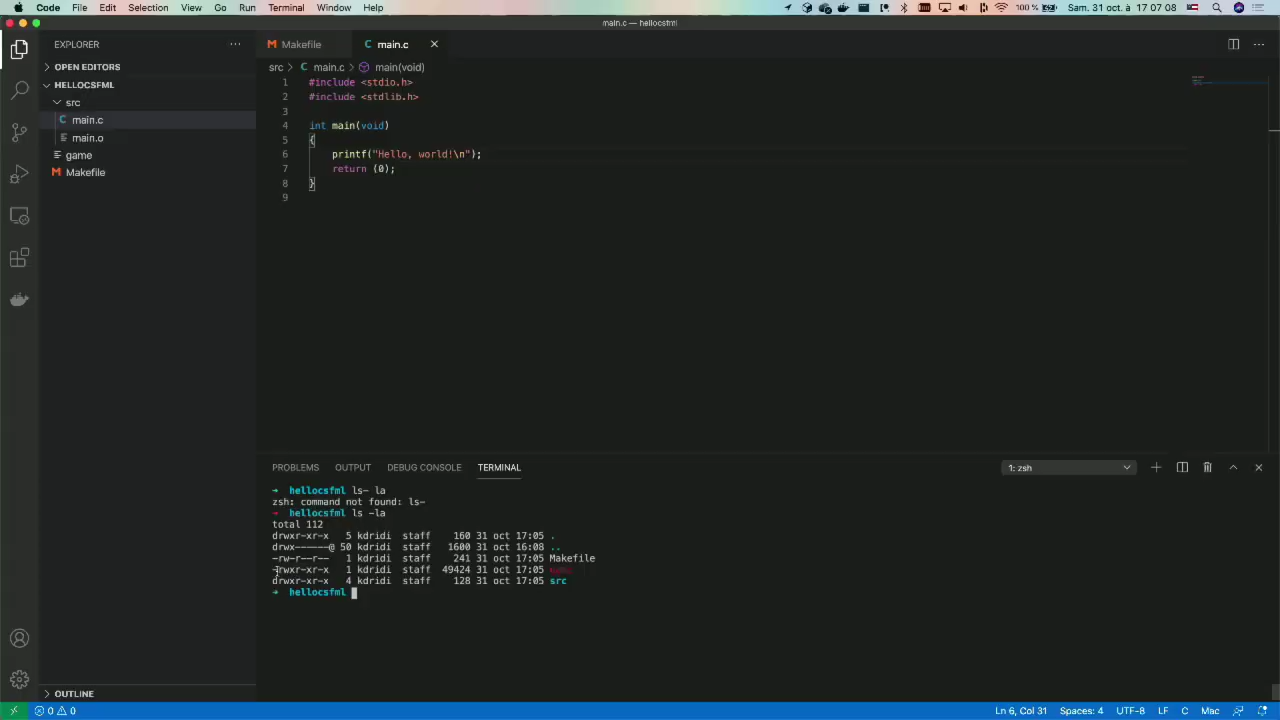 Code File Edit Selection View Go Run Terminal Window Help 100 % Sam. 31 oct. à 17 07 08
main.c — hellocsfml
EXPLORER ···
OPEN EDITORS
HELLOCSFML
src
main.c
main.o
game
Makefile
OUTLINE
Makefile main.c
src > main.c > main(void)
1 #include <stdio.h>
2 #include <stdlib.h>
3
4 int main(void)
5 {
6 printf("Hello, world!\n");
7 return (0);
8 }
9
PROBLEMS OUTPUT DEBUG CONSOLE TERMINAL 1: zsh
➜ hellocsfml ls- la
zsh: command not found: ls-
➜ hellocsfml ls -la
total 112
drwxr-xr-x 5 kdridi staff 160 31 oct 17:05 .
drwx------@ 50 kdridi staff 1600 31 oct 16:08 ..
-rw-r--r-- 1 kdridi staff 241 31 oct 17:05 Makefile
-rwxr-xr-x 1 kdridi staff 49424 31 oct 17:05
drwxr-xr-x 4 kdridi staff 128 31 oct 17:05 src
➜ hellocsfml
0 0 Ln 6, Col 31 Spaces: 4 UTF-8 LF C Mac